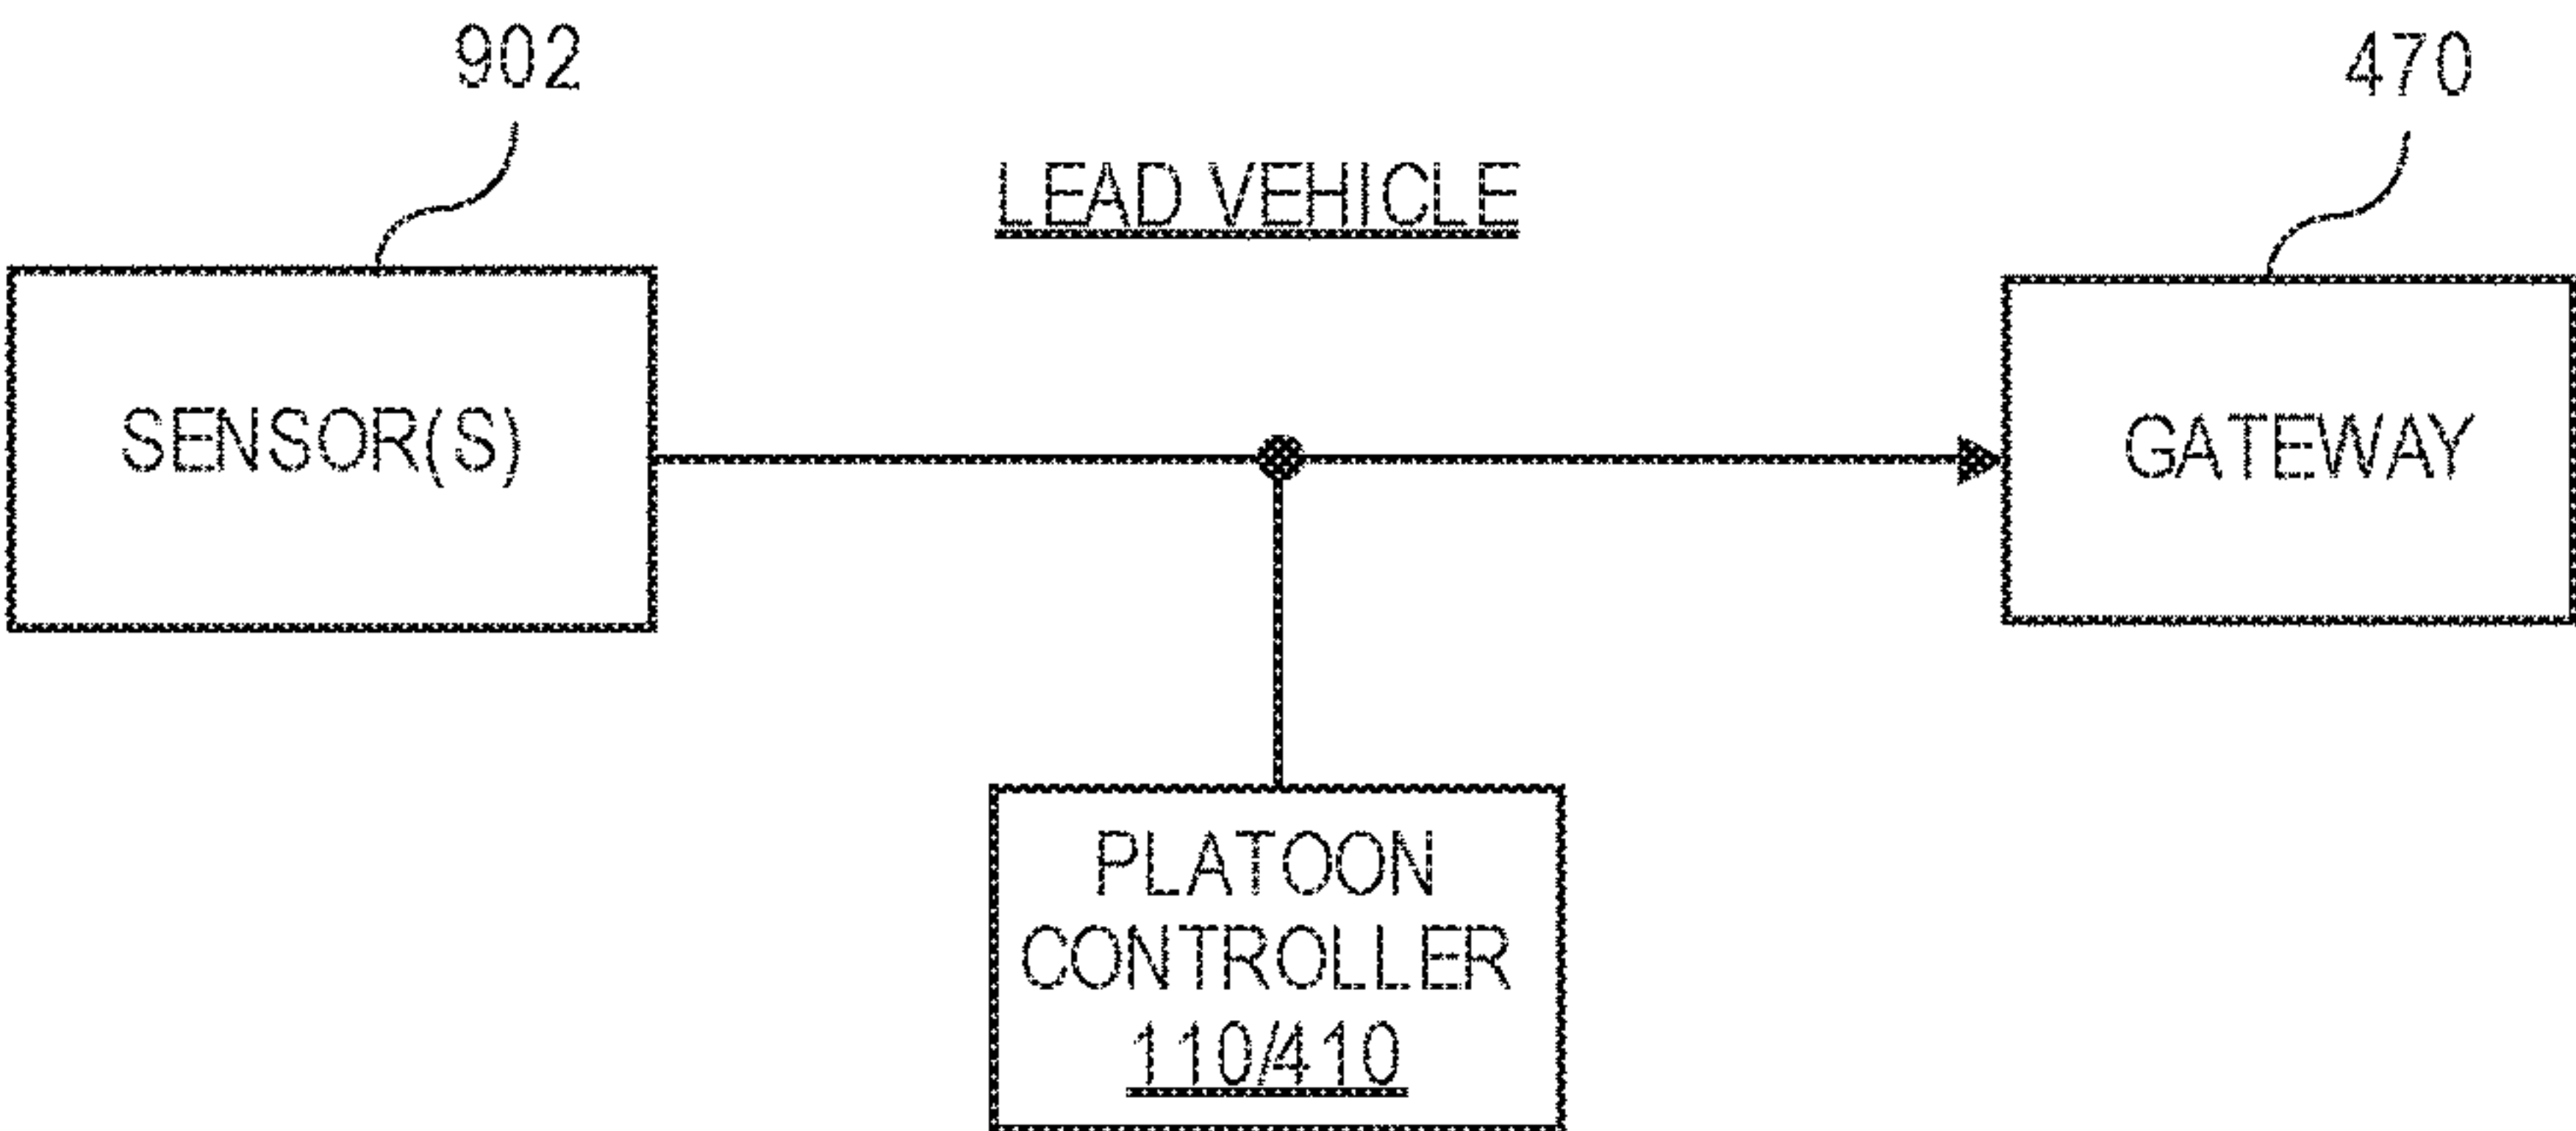 902
470
LEAD VEHICLE
SENSOR(S)
GATEWAY
PLATOON
CONTROLLER
110/410